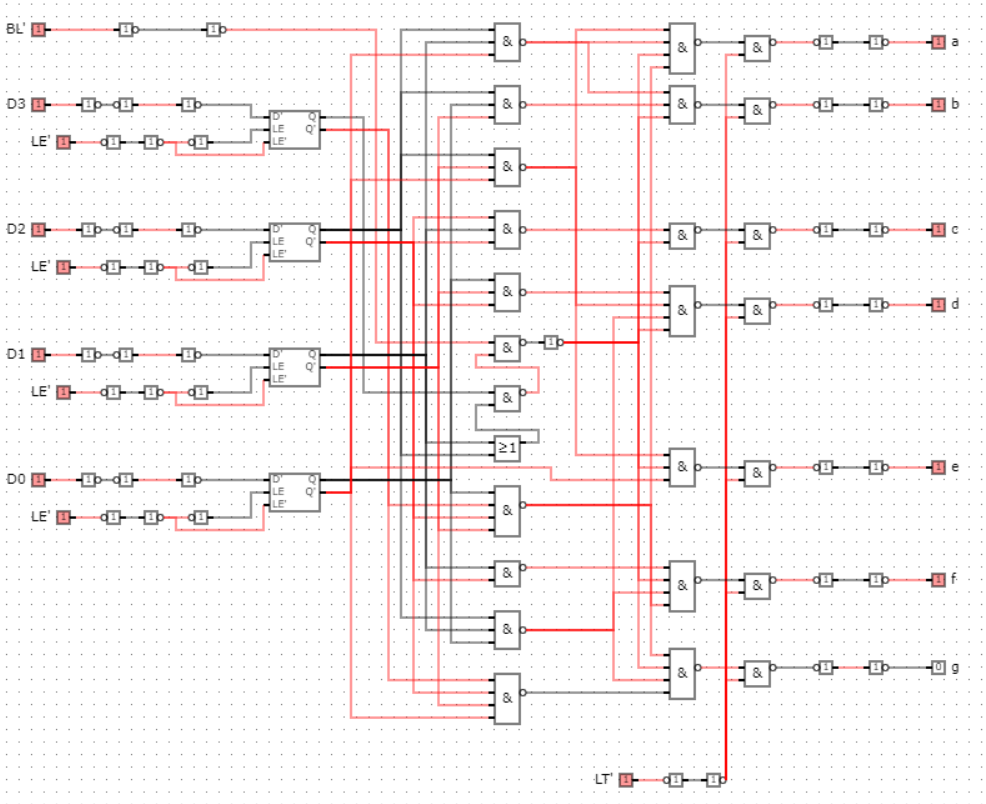 BL' 1 1 1 & & 1 1 a
D3 1 1 1 1 D' Q LE Q' LE' & & 1 1 1 b
LE' 1 1 1 1
&
D2 1 1 1 1 D' Q LE Q' LE' & & & 1 1 1 c
LE' 1 1 1 1
& & & 1 1 1 d
D1 1 1 1 1 D' Q LE Q' LE' & 1
LE' 1 1 1 1 &
≥1
D0 1 1 1 1 D' Q LE Q' LE' & & 1 1 1 e
LE' 1 1 1 1 &
& & & 1 1 1 f
&
& & 1 1 0 g
&
LT' 1 1 1